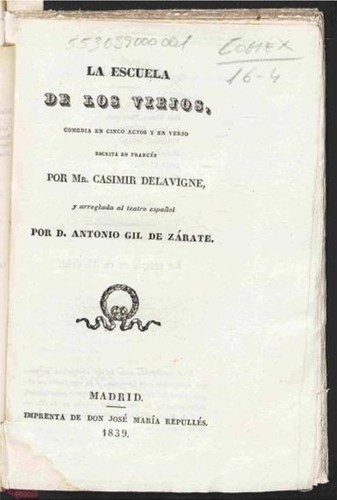 553039000001
COMEX
16-4
LA ESCUELA
DE LOS VIEJOS,
COMEDIA EN CINCO ACTOS Y EN VERSO
ESCRITA EN FRANCÉS
POR MR. CASIMIR DELAVIGNE,
y arreglada al teatro español
POR D. ANTONIO GIL DE ZÁRATE.
MADRID.
IMPRENTA DE DON JOSÉ MARÍA REPULLÉS.
1839.